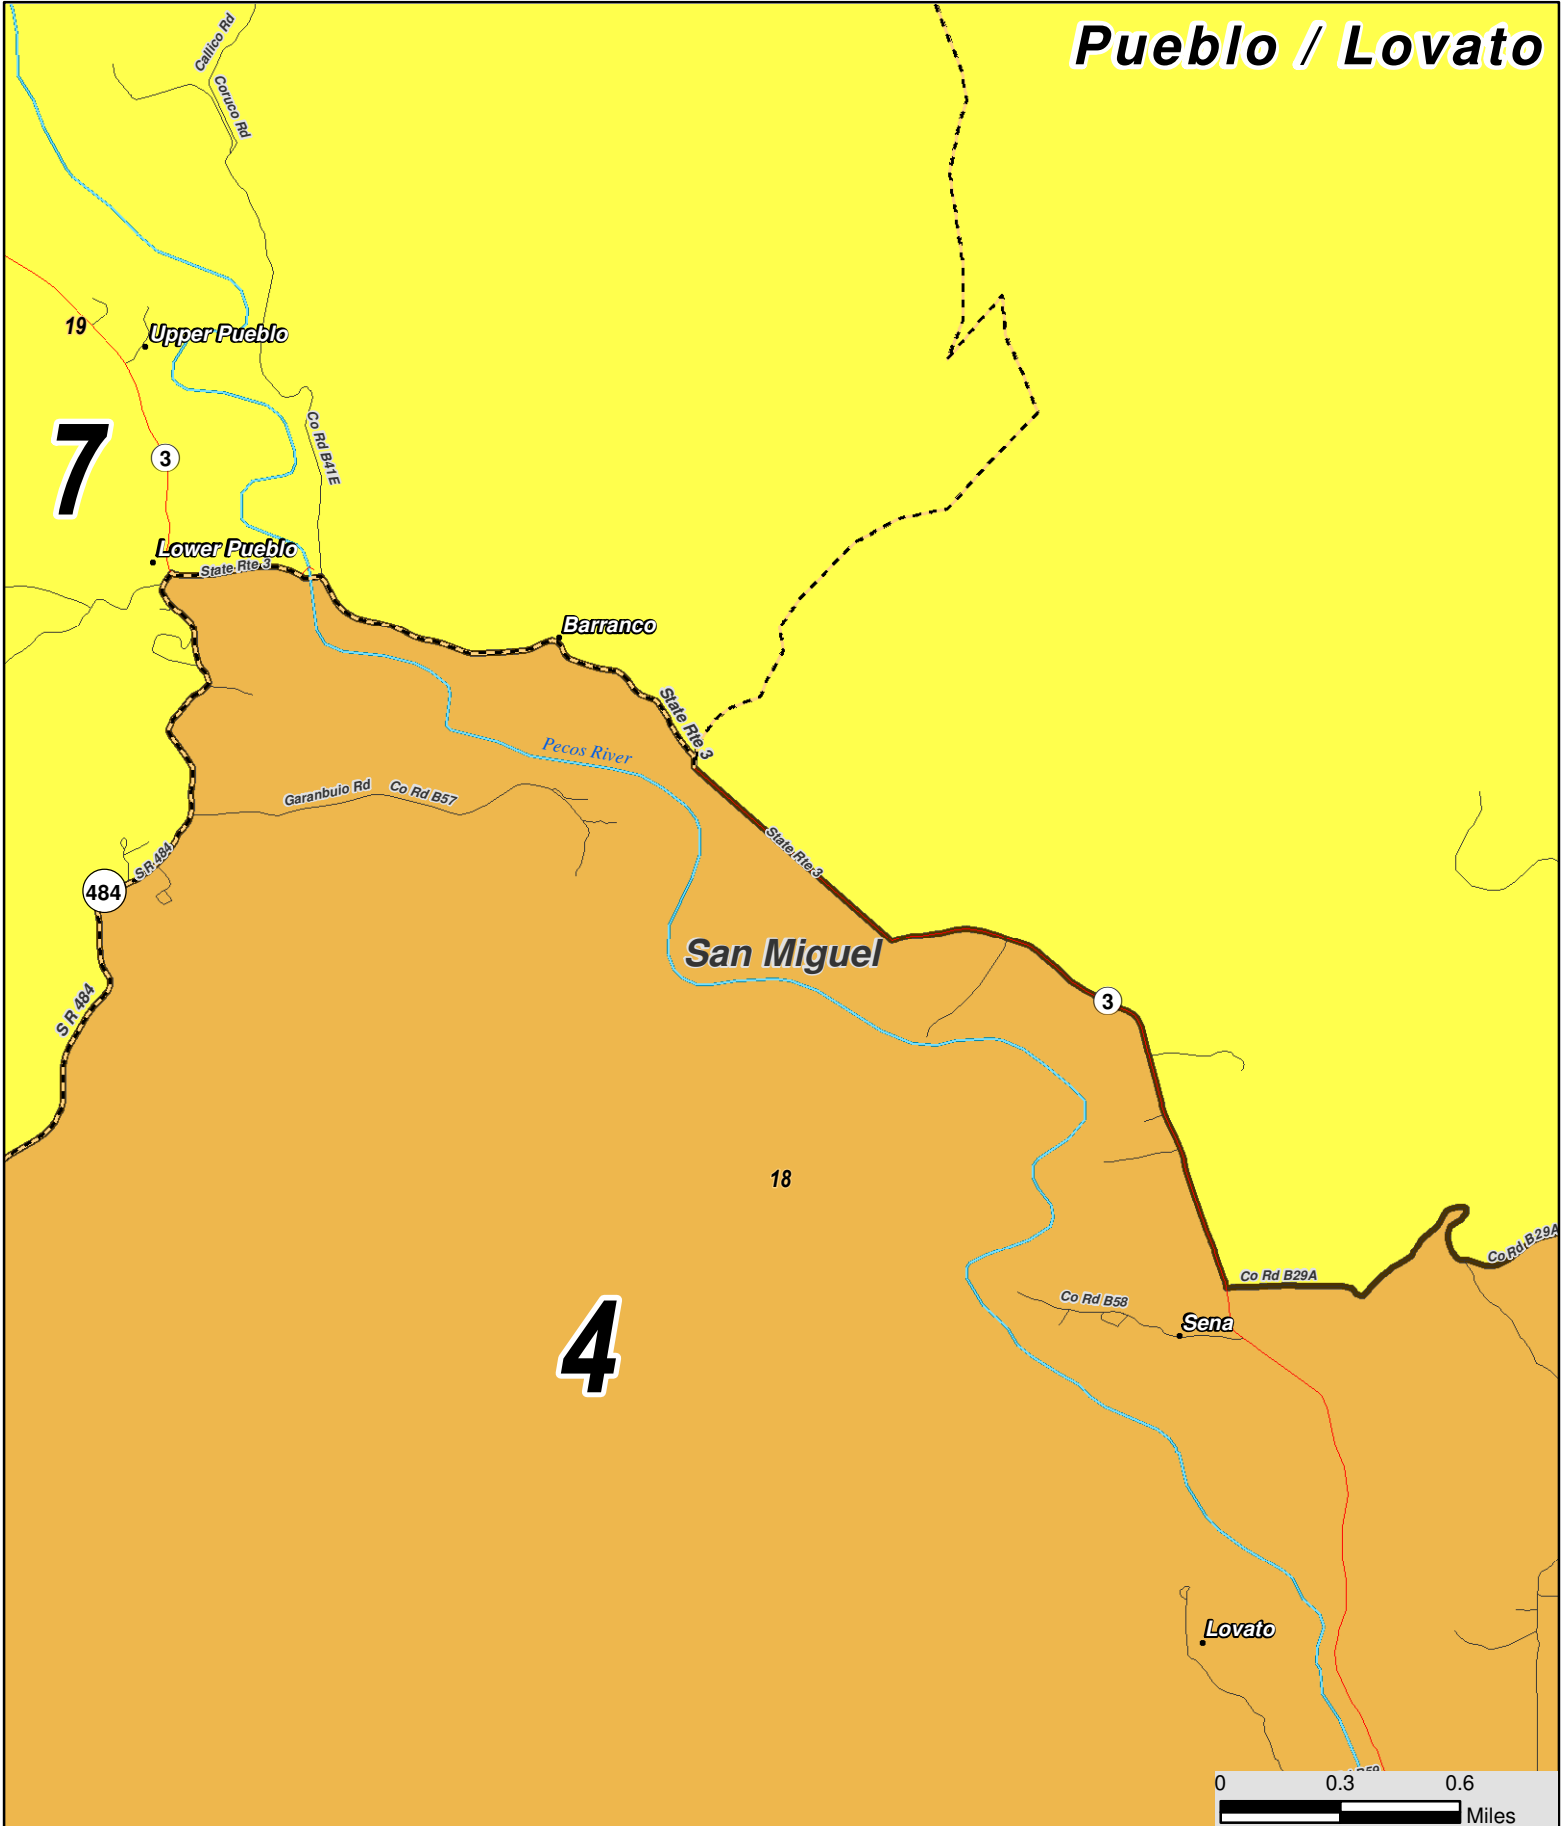 Pueblo / Lovato
Callico Rd
Coruco Rd
19
Upper Pueblo
7
3
Co Rd B41E
Lower Pueblo
State Rte 3
Barranco
State Rte 3
Pecos River
Garanbuio Rd
Co Rd B57
State Rte 3
S R 484
484
San Miguel
S R 484
3
18
Co Rd B29A
Co Rd B29A
Co Rd B58
Sena
4
Lovato
0 0.3 0.6
Miles